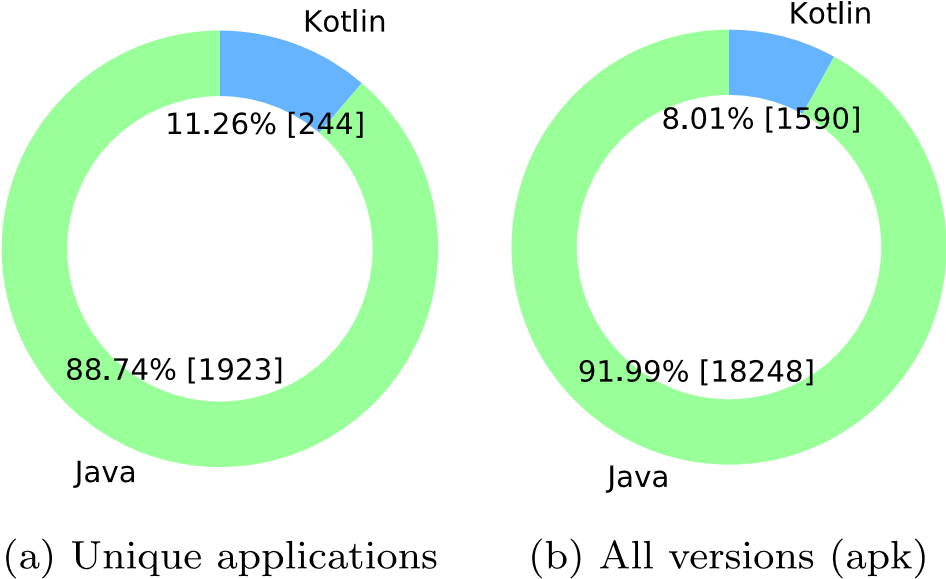 Kotlin
11.26% [244]
88.74% [1923]
Java
(a) Unique applications
Kotlin
8.01% [1590]
91.99% [18248]
Java
(b) All versions (apk)